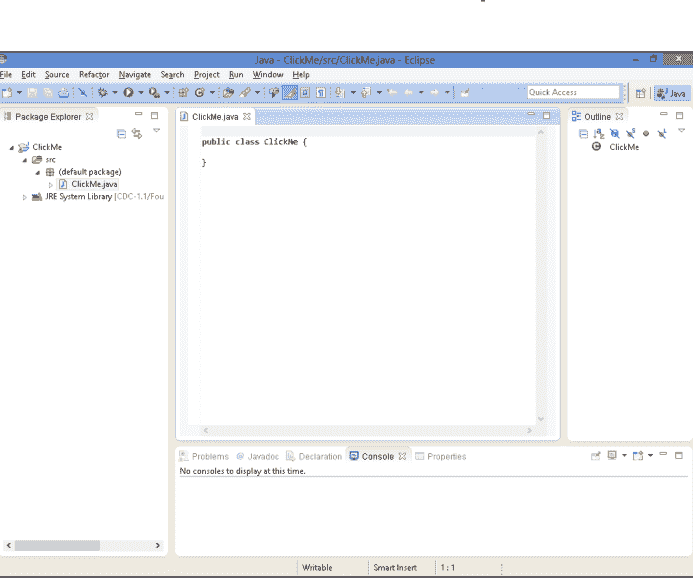 Java - ClickMe/src/ClickMe.java - Eclipse
File Edit Source Refactor Navigate Search Project Run Window Help
Quick Access
Java
Package Explorer
ClickMe
src
(default package)
ClickMe.java
JRE System Library [CDC-1.1/Fou
ClickMe.java
public class ClickMe {
}
Outline
ClickMe
Problems @ Javadoc Declaration Console Properties
No consoles to display at this time.
Writable Smart Insert 1 : 1